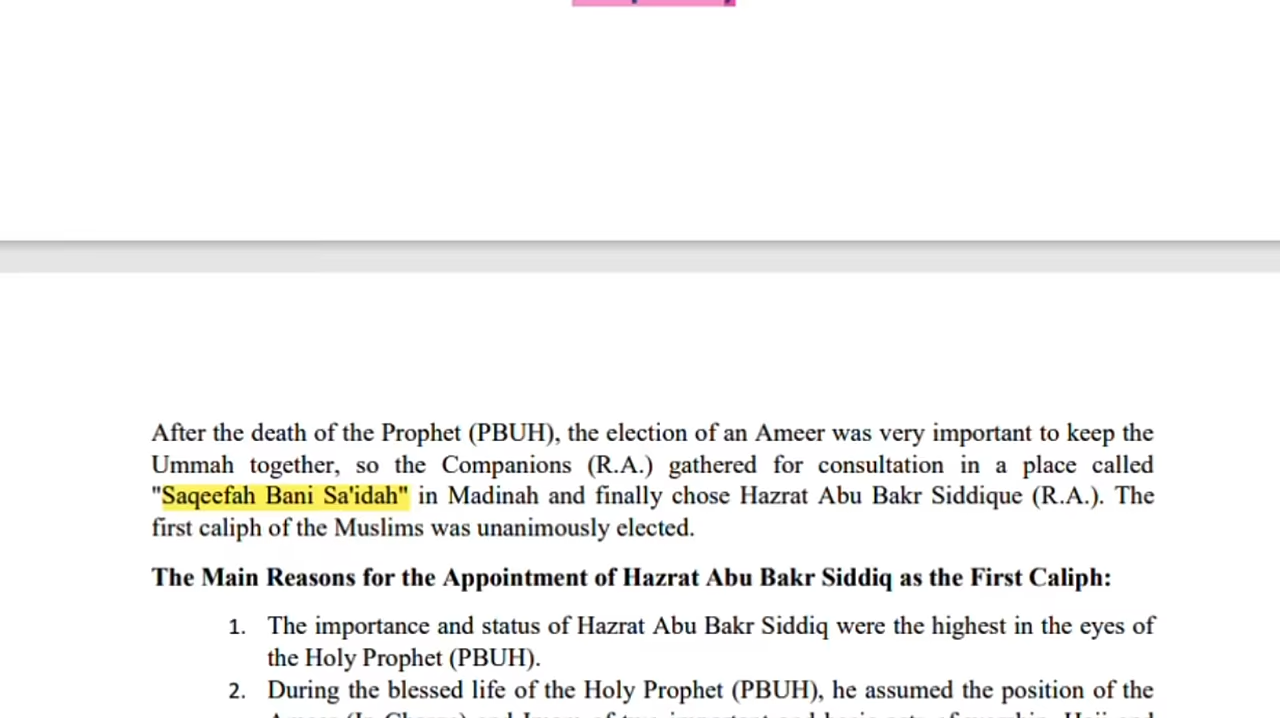 After the death of the Prophet (PBUH), the election of an Ameer was very important to keep the
Ummah together, so the Companions (R.A.) gathered for consultation in a place called
"Saqeefah Bani Sa'idah" in Madinah and finally chose Hazrat Abu Bakr Siddique (R.A.). The
first caliph of the Muslims was unanimously elected.
The Main Reasons for the Appointment of Hazrat Abu Bakr Siddiq as the First Caliph:
1. The importance and status of Hazrat Abu Bakr Siddiq were the highest in the eyes of
the Holy Prophet (PBUH).
2. During the blessed life of the Holy Prophet (PBUH), he assumed the position of the